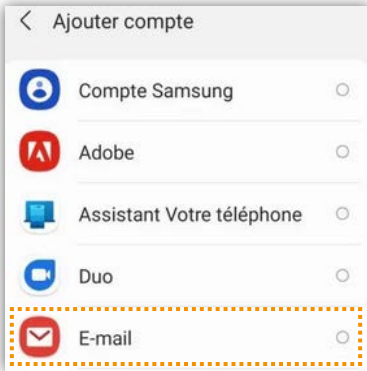 Ajouter compte
Compte Samsung
Adobe
Assistant Votre téléphone
Duo
E-mail